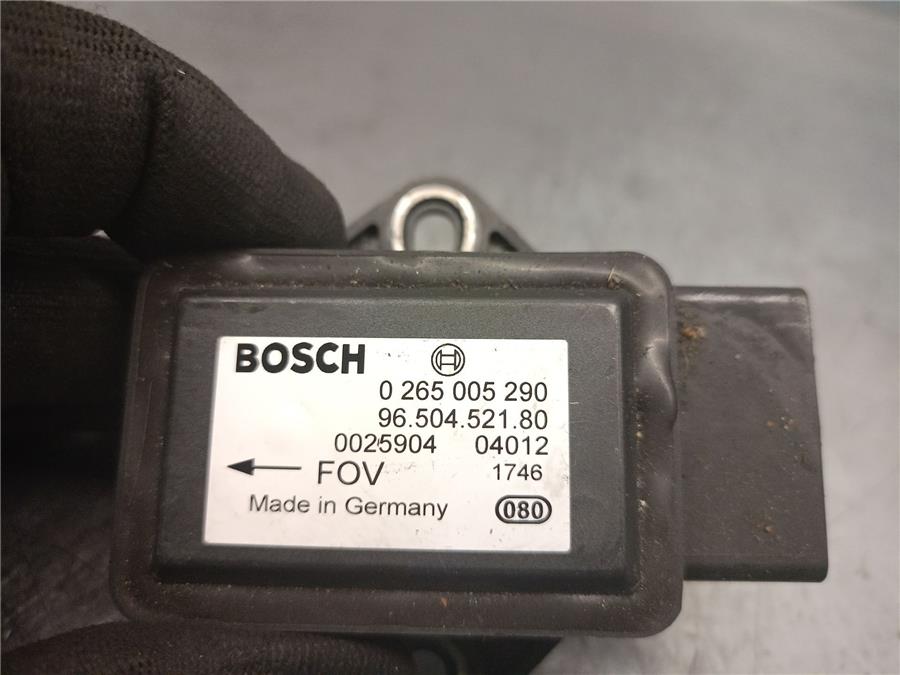 BOSCH
0 265 005 290
96.504.521.80
0025904 04012
FOV 1746
Made in Germany 080